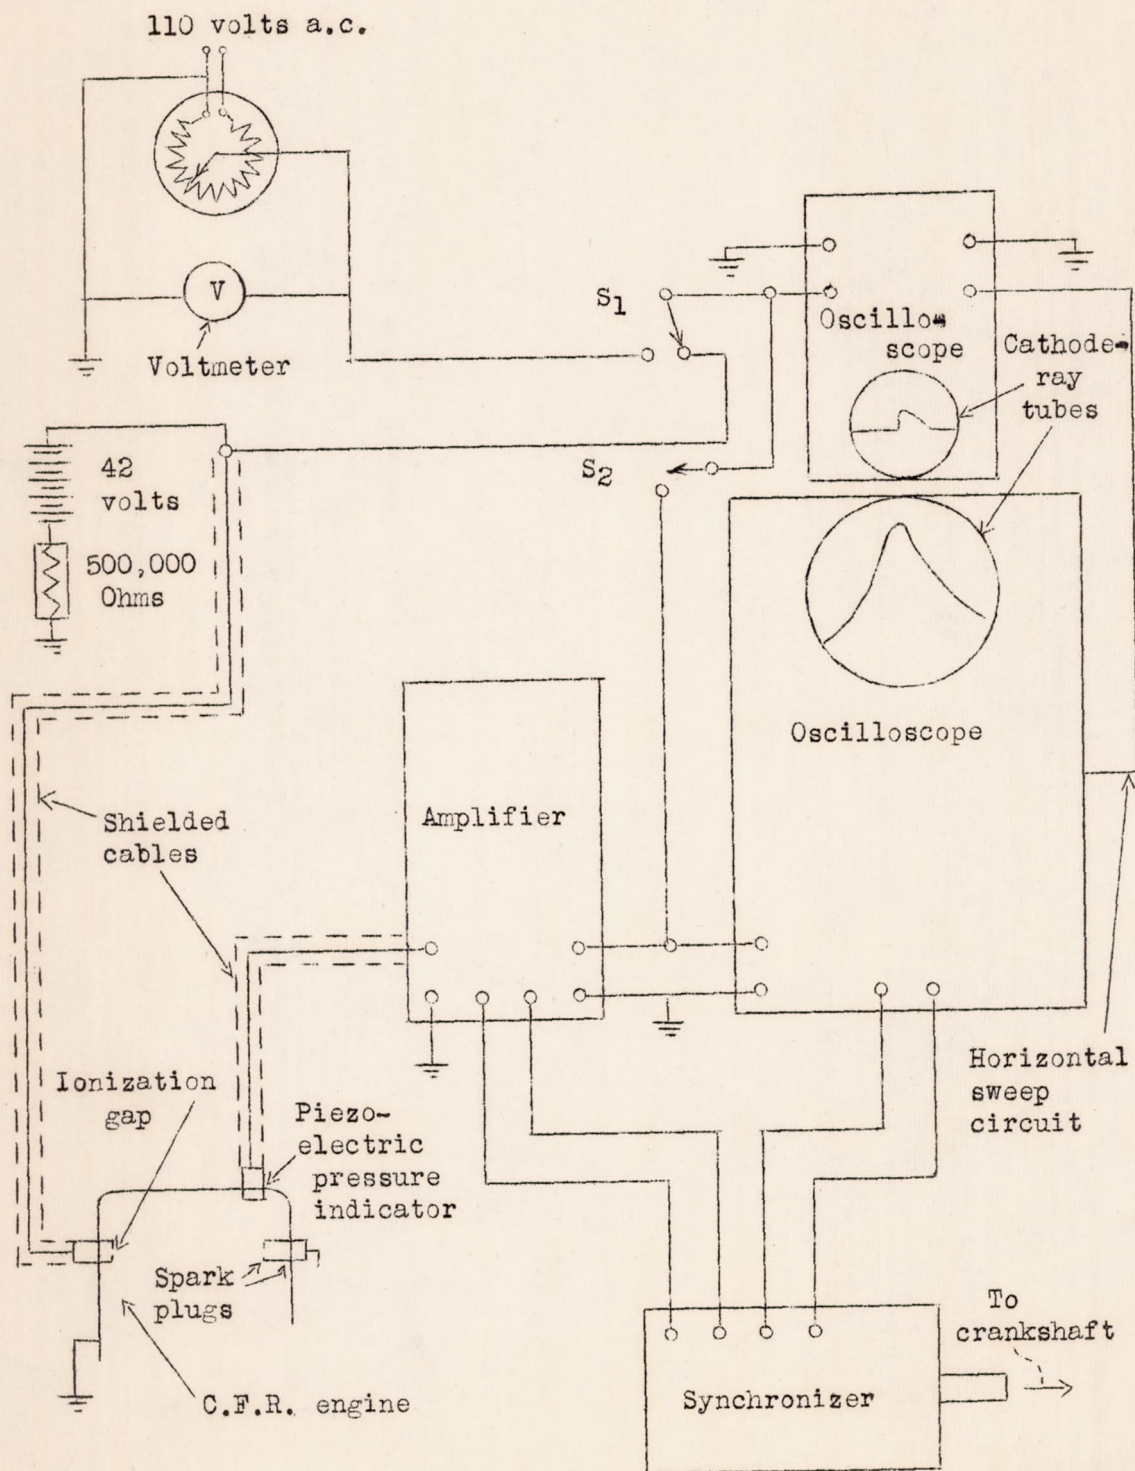 110 volts a.c.
V
Voltmeter
S1
Oscillo-
scope
Cathode-
ray
tubes
42
volts
S2
500,000
Ohms
Oscilloscope
Amplifier
Shielded
cables
Ionization
gap
Piezo-
electric
pressure
indicator
Horizontal
sweep
circuit
Spark
plugs
To
crankshaft
C.F.R. engine
Synchronizer